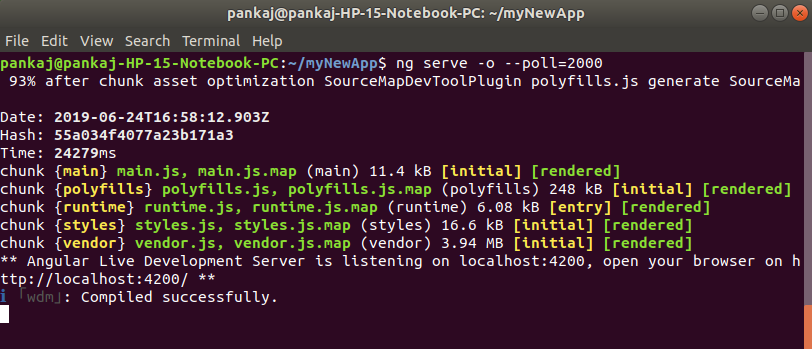 pankaj@pankaj-HP-15-Notebook-PC: ~/myNewApp
File Edit View Search Terminal Help
pankaj@pankaj-HP-15-Notebook-PC:~/myNewApp$ ng serve -o --poll=2000
93% after chunk asset optimization SourceMapDevToolPlugin polyfills.js generate SourceMa
Date: 2019-06-24T16:58:12.903Z
Hash: 55a034f4077a23b171a3
Time: 24279ms
chunk {main} main.js, main.js.map (main) 11.4 kB [initial] [rendered]
chunk {polyfills} polyfills.js, polyfills.js.map (polyfills) 248 kB [initial] [rendered]
chunk {runtime} runtime.js, runtime.js.map (runtime) 6.08 kB [entry] [rendered]
chunk {styles} styles.js, styles.js.map (styles) 16.6 kB [initial] [rendered]
chunk {vendor} vendor.js, vendor.js.map (vendor) 3.94 MB [initial] [rendered]
** Angular Live Development Server is listening on localhost:4200, open your browser on h
ttp://localhost:4200/ **
ℹ 「wdm」: Compiled successfully.